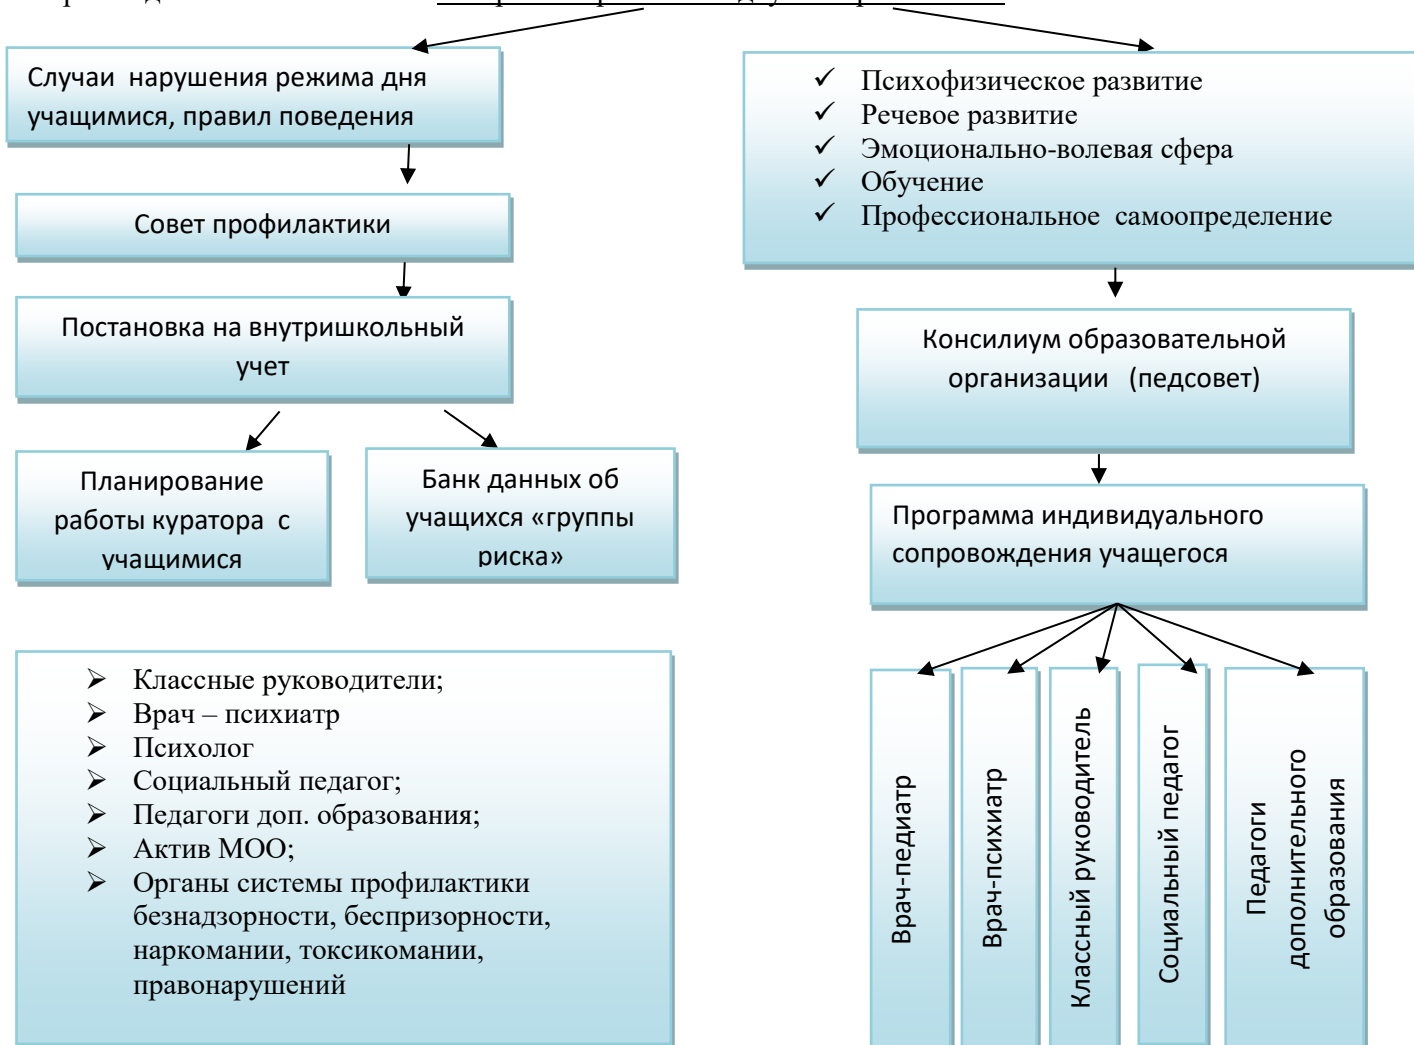 Случаи нарушения режима дня
учащимися, правил поведения
Совет профилактики
Постановка на внутришкольный
учет
Планирование
работы куратора с
учащимися
Банк данных об
учащихся «группы
риска»
Классные руководители;
Врач – психиатр
Психолог
Социальный педагог;
Педагоги доп. образования;
Актив МОО;
Органы системы профилактики
безнадзорности, беспризорности,
наркомании, токсикомании,
правонарушений
Психофизическое развитие
Речевое развитие
Эмоционально-волевая сфера
Обучение
Профессиональное самоопределение
Консилиум образовательной
организации (педсовет)
Программа индивидуального
сопровождения учащегося
Врач-педиатр
Врач-психиатр
Классный руководитель
Социальный педагог
Педагоги
дополнительного
образования